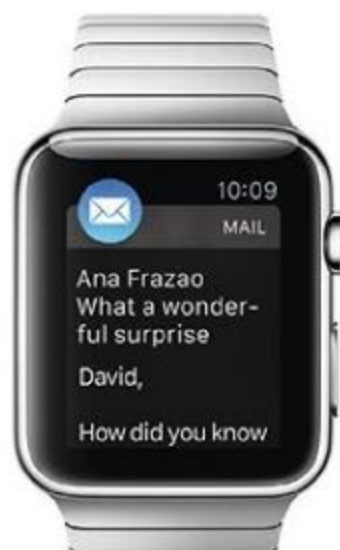 10:09
MAIL
Ana Frazao
What a wonder-
ful surprise
David,
How did you know